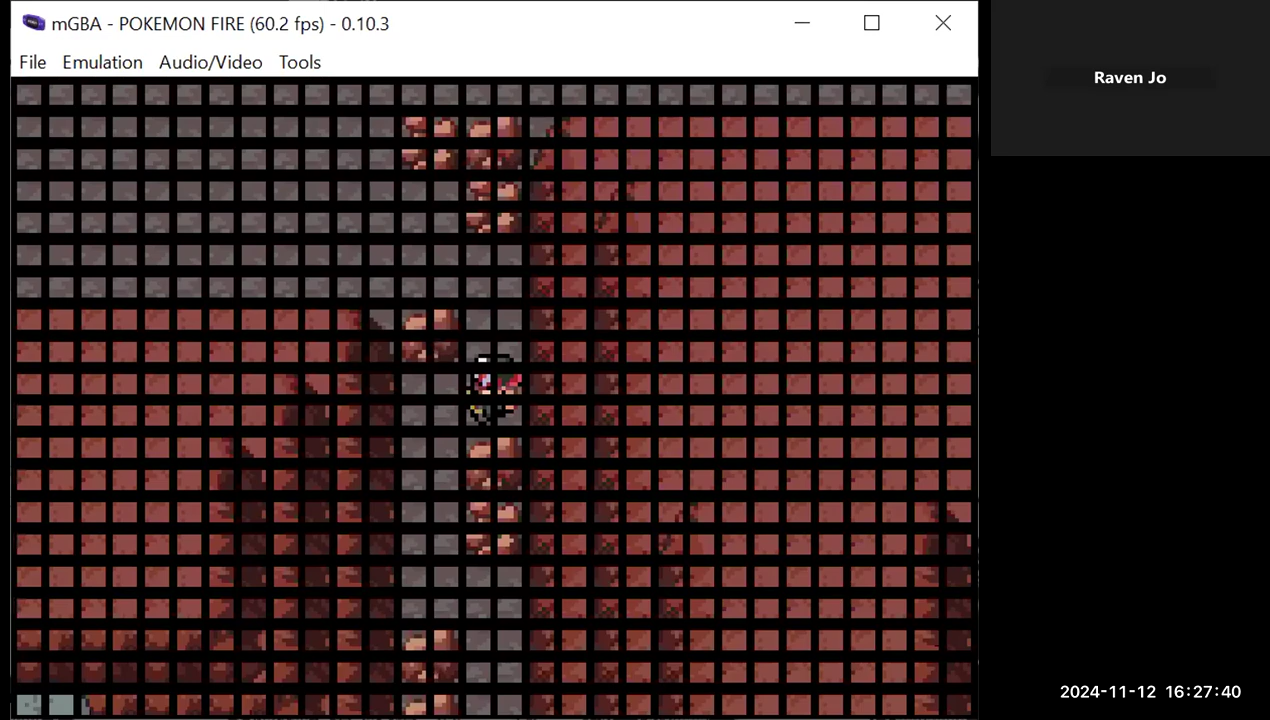 mGBA - POKEMON FIRE (60.2 fps) - 0.10.3
File Emulation Audio/Video Tools
Raven Jo
2024-11-12 16:27:40